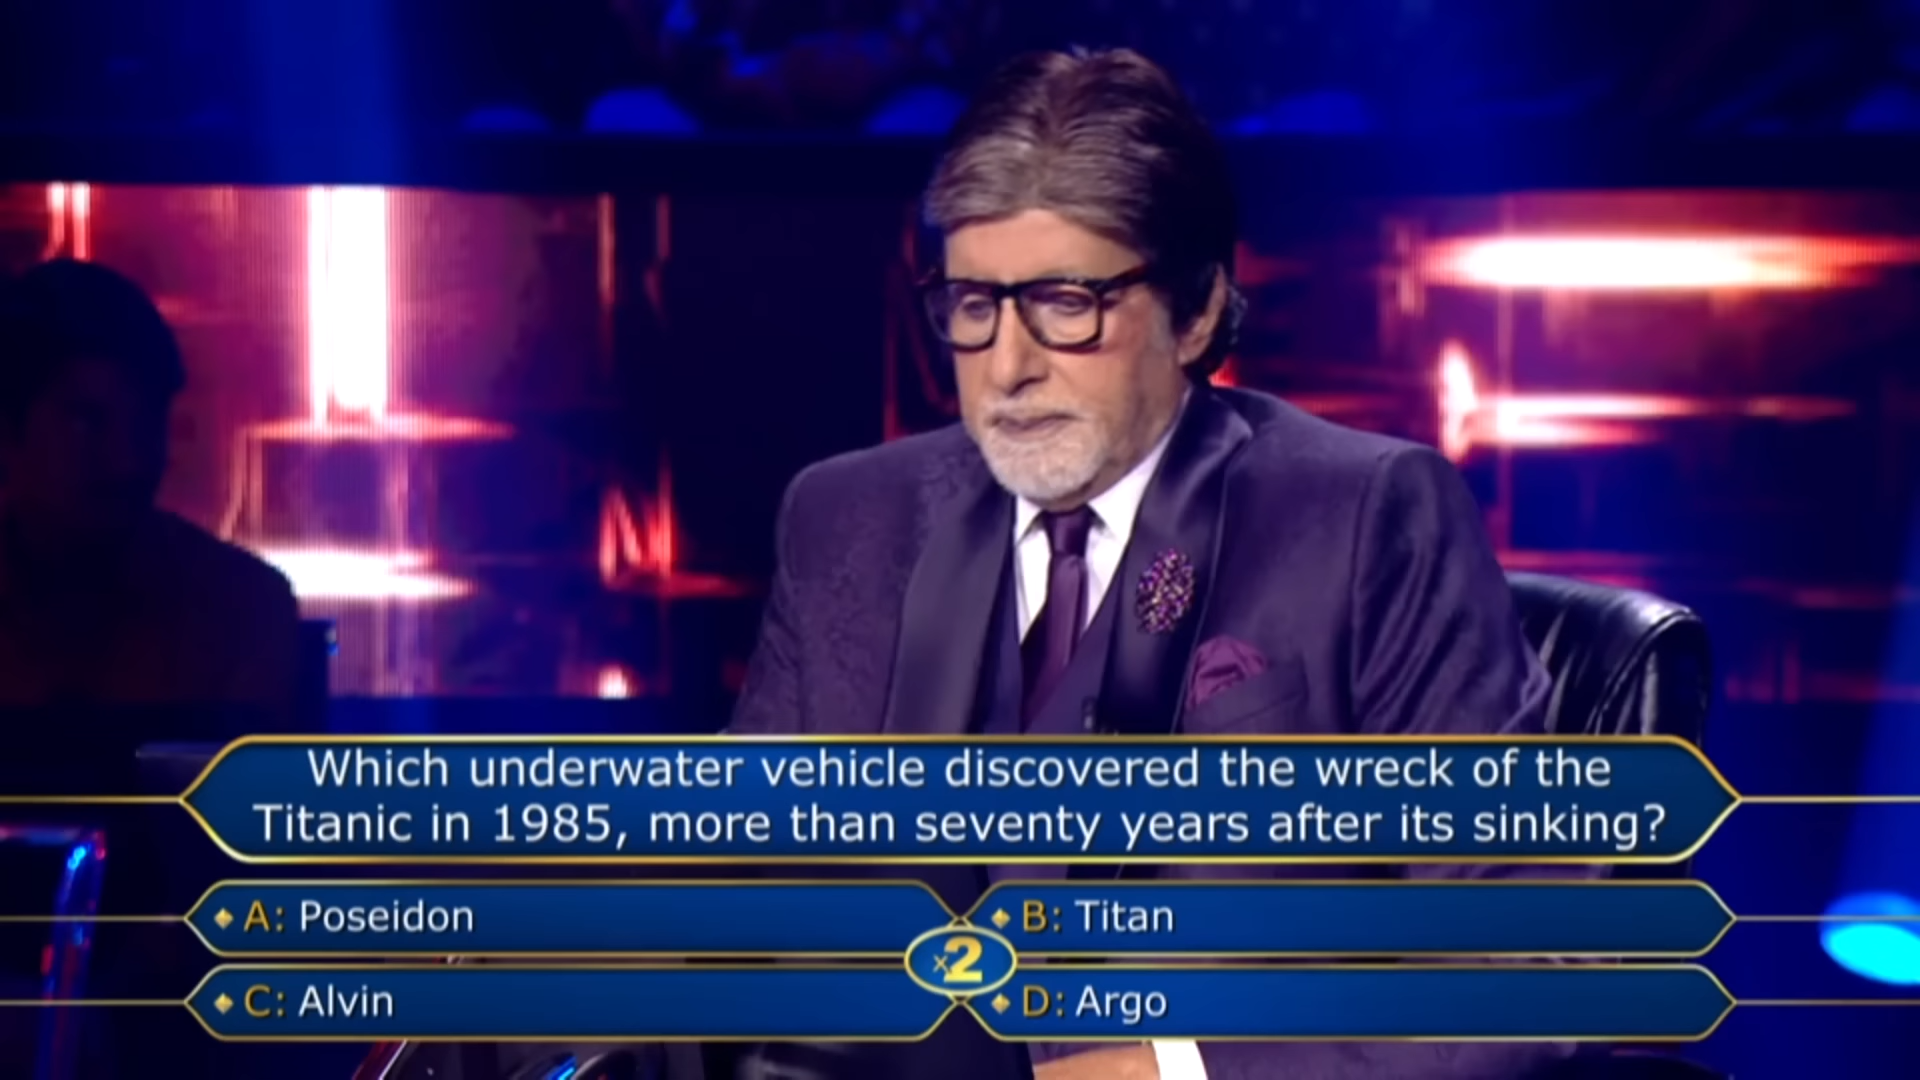 Which underwater vehicle discovered the wreck of the
Titanic in 1985, more than seventy years after its sinking?
A: Poseidon
B: Titan
x2
C: Alvin
D: Argo